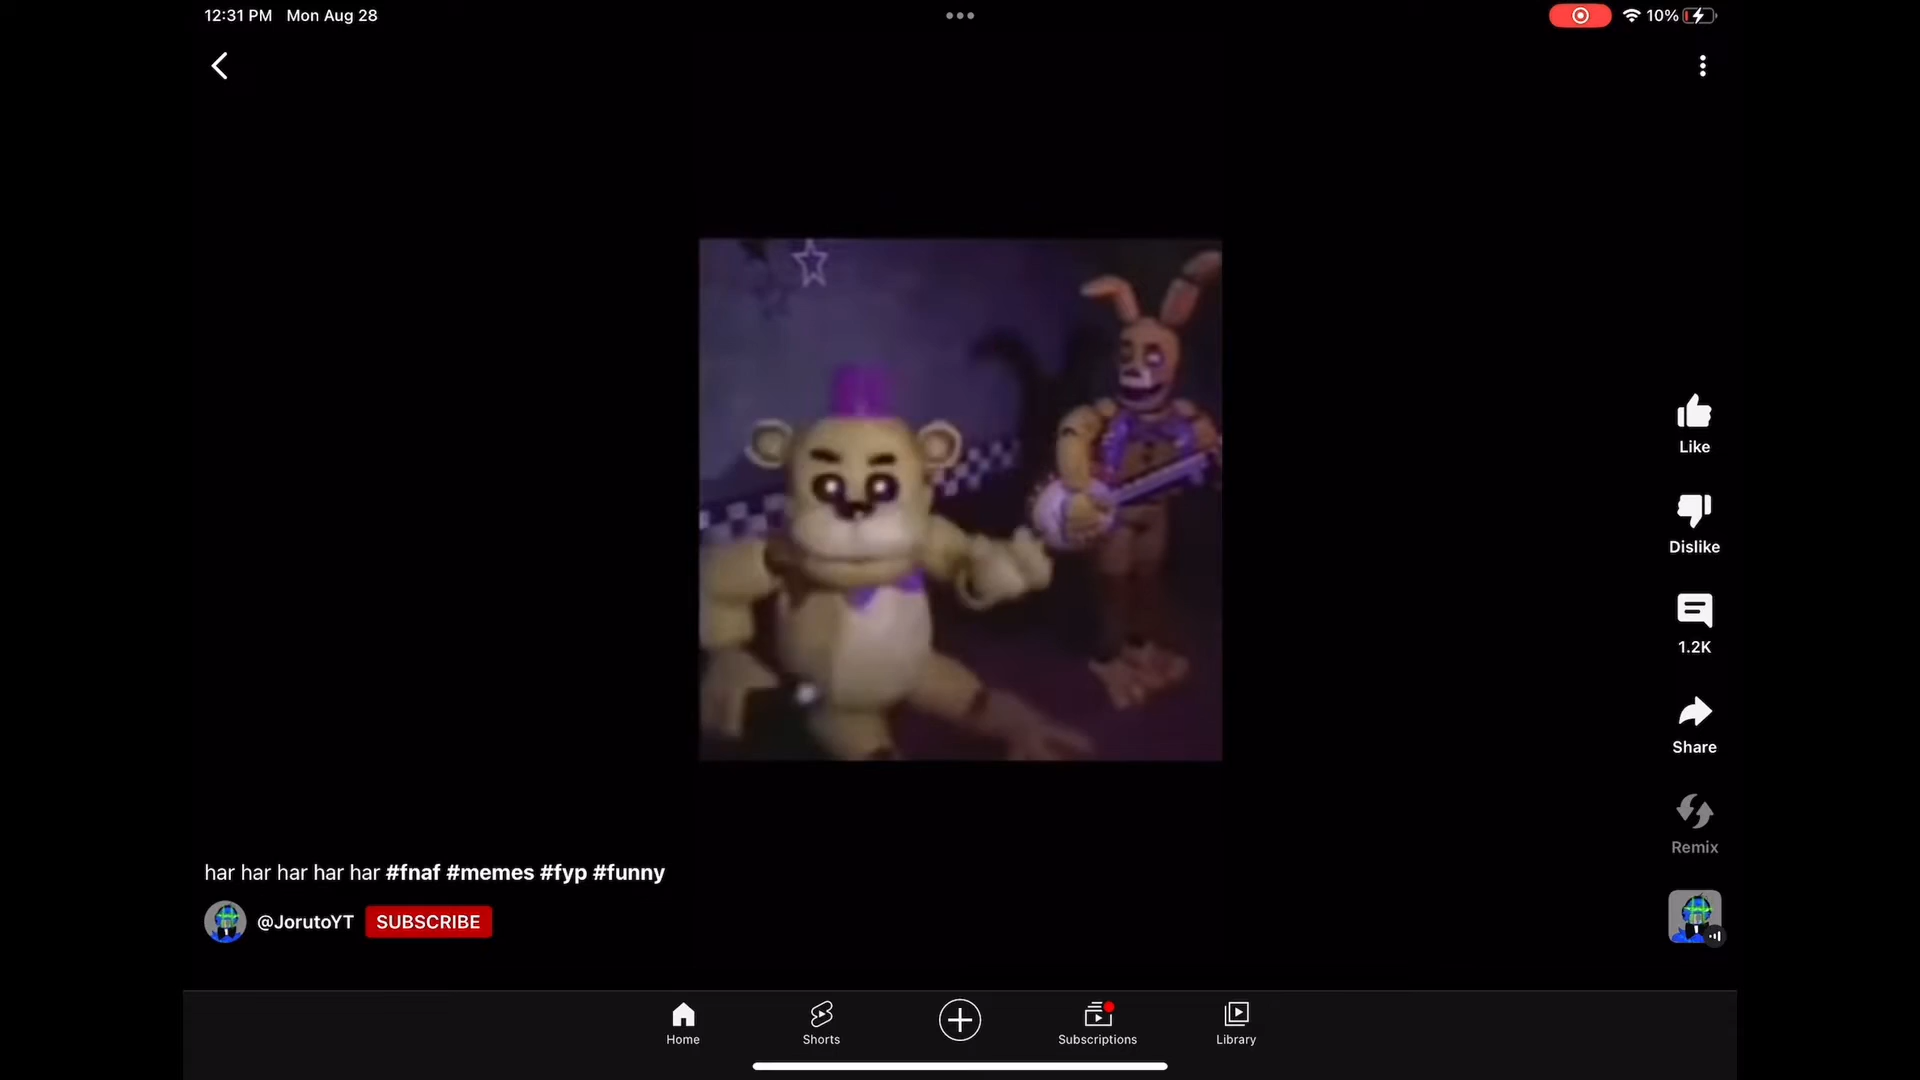 12:31 PM Mon Aug 28
10%
Like
Dislike
1.2K
Share
Remix
har har har har har #fnaf #memes #fyp #funny
@JorutoYT SUBSCRIBE
Home Shorts Subscriptions Library